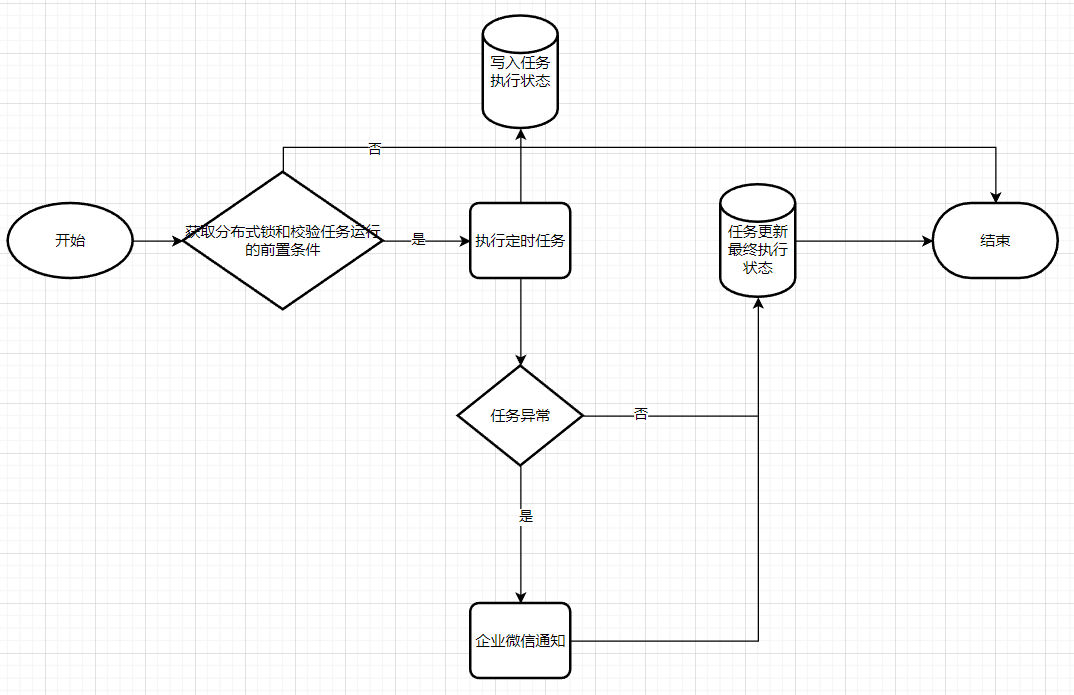 写入任务
执行状态
否
开始
获取分布式锁和校验任务运行
的前置条件
是
执行定时任务
任务更新
最终执行
状态
结束
任务异常
否
是
企业微信通知